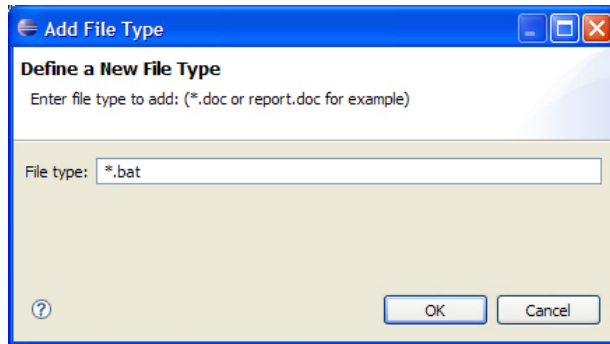 Add File Type
Define a New File Type
Enter file type to add: (*.doc or report.doc for example)
File type: *.bat
?
OK Cancel